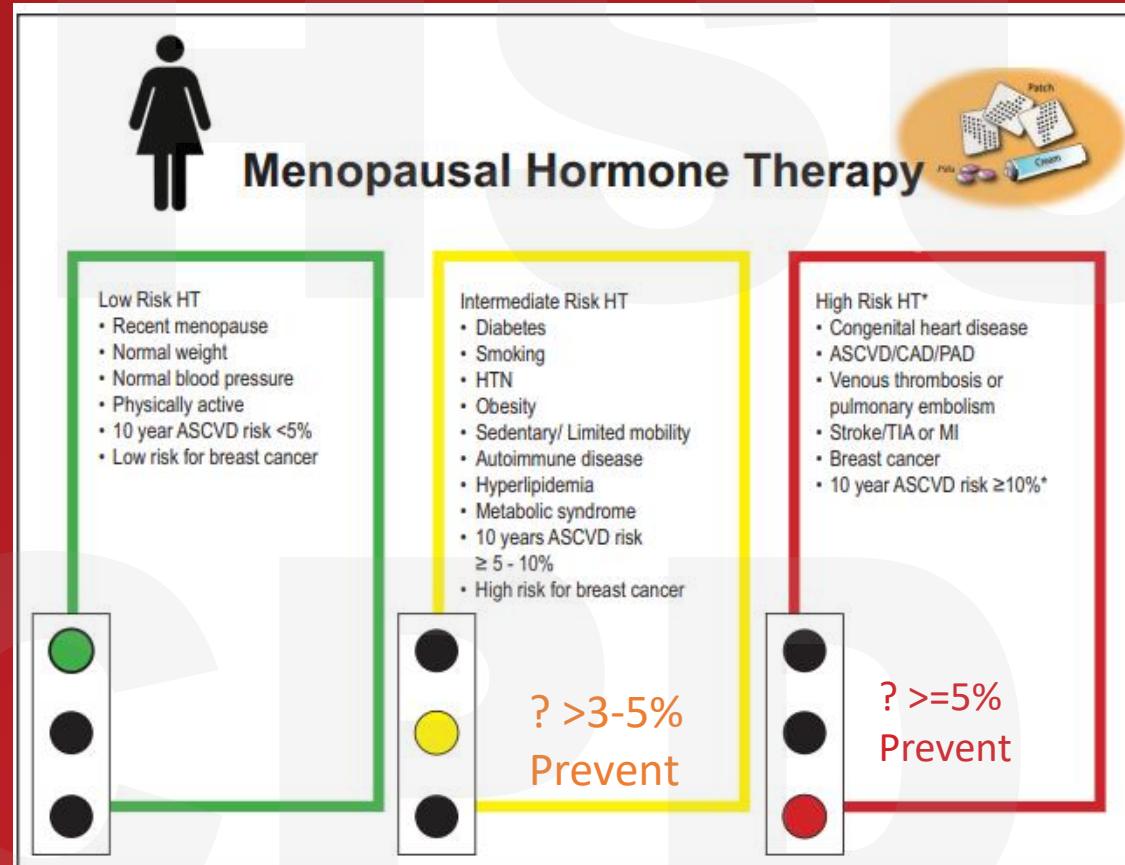 Menopausal Hormone Therapy
Patch
Cream
Pills
Low Risk HT
• Recent menopause
• Normal weight
• Normal blood pressure
• Physically active
• 10 year ASCVD risk <5%
• Low risk for breast cancer
Intermediate Risk HT
• Diabetes
• Smoking
• HTN
• Obesity
• Sedentary/ Limited mobility
• Autoimmune disease
• Hyperlipidemia
• Metabolic syndrome
• 10 years ASCVD risk
≥ 5 - 10%
• High risk for breast cancer
? >3-5%
Prevent
High Risk HT*
• Congenital heart disease
• ASCVD/CAD/PAD
• Venous thrombosis or
pulmonary embolism
• Stroke/TIA or MI
• Breast cancer
• 10 year ASCVD risk ≥10%*
? >=5%
Prevent